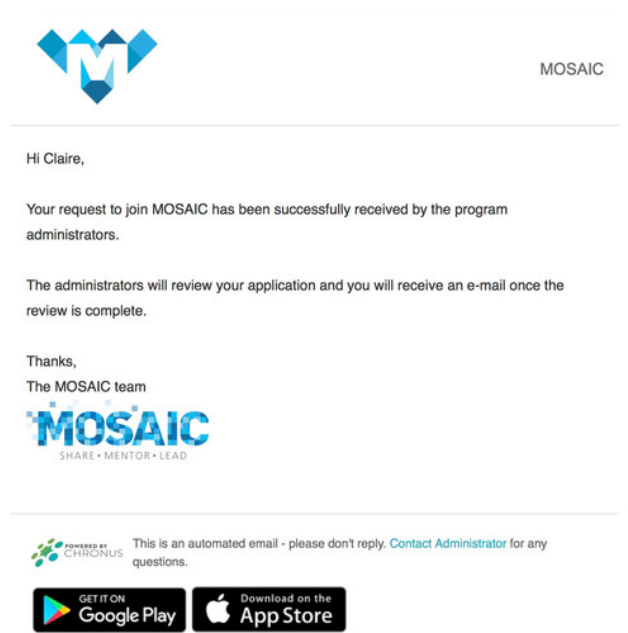 M
MOSAIC
Hi Claire,
Your request to join MOSAIC has been successfully received by the program
administrators.
The administrators will review your application and you will receive an e-mail once the
review is complete.
Thanks,
The MOSAIC team
MOSAIC
SHARE • MENTOR • LEAD
POWERED BY
CHRONUS
This is an automated email - please don't reply. Contact Administrator for any
questions.
GET IT ON
Google Play
Download on the
App Store